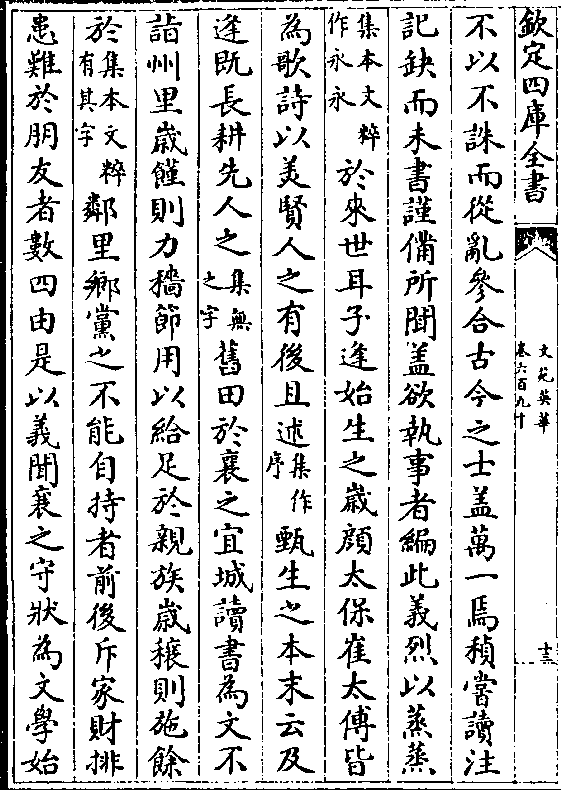 欽定四庫全書
文苑英華
卷六百九十
十三
不以不誅而從亂參合古今之士盖萬一焉稹嘗讀注
記缺而未書謹備所聞盖欲執事者編此義烈以蒸蒸
集本文粹作永永於來世耳子逢始生之歲顔太保崔太傅皆
為歌詩以美賢人之有後且述集作序甄生之本末云及
逢既長耕先人之集無之字舊田於襄之宜城讀書為文不
詣州里歲饉則力穡節用以給足於親族歲穰則施餘
於集本文粹有其字鄰里鄉黨之不能自持者前後斥家財排
患難於朋友者數四由是以義聞襄之守狀為文學始